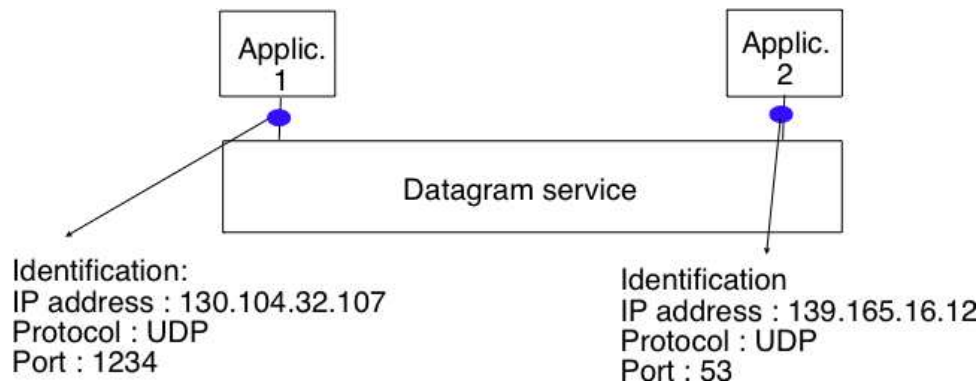 Applic.
1
Applic.
2
Datagram service
Identification:
IP address : 130.104.32.107
Protocol : UDP
Port : 1234
Identification
IP address : 139.165.16.12
Protocol : UDP
Port : 53